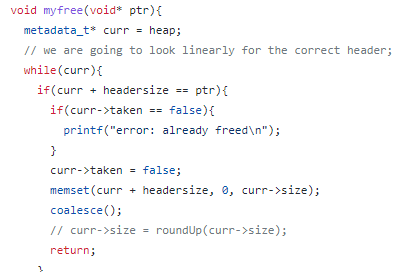 void myfree(void* ptr){
metadata_t* curr = heap;
// we are going to look linearly for the correct header;
while(curr){
if(curr + headersize == ptr){
if(curr->taken == false){
printf("error: already freed\n");
}
curr->taken = false;
memset(curr + headersize, 0, curr->size);
coalesce();
// curr->size = roundUp(curr->size);
return;
}